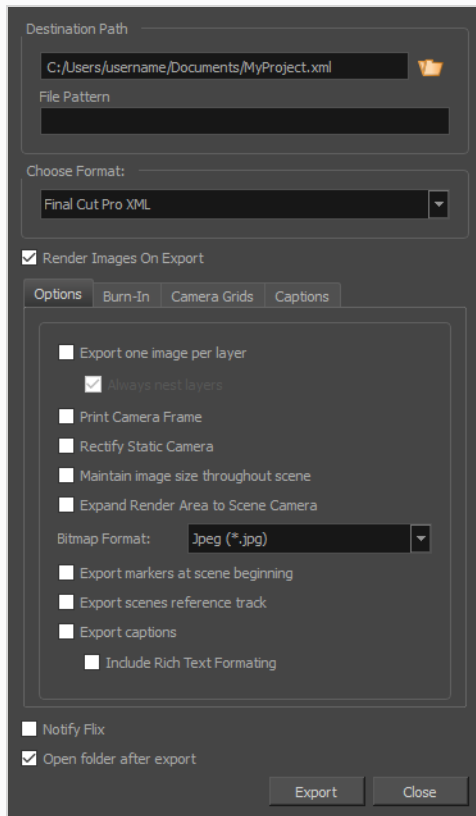 Destination Path
C:/Users/username/Documents/MyProject.xml
File Pattern
Choose Format:
Final Cut Pro XML
Render Images On Export
Options Burn-In Camera Grids Captions
Export one image per layer
Always nest layers
Print Camera Frame
Rectify Static Camera
Maintain image size throughout scene
Expand Render Area to Scene Camera
Bitmap Format: Jpeg (*.jpg)
Export markers at scene beginning
Export scenes reference track
Export captions
Include Rich Text Formating
Notify Flix
Open folder after export
Export Close